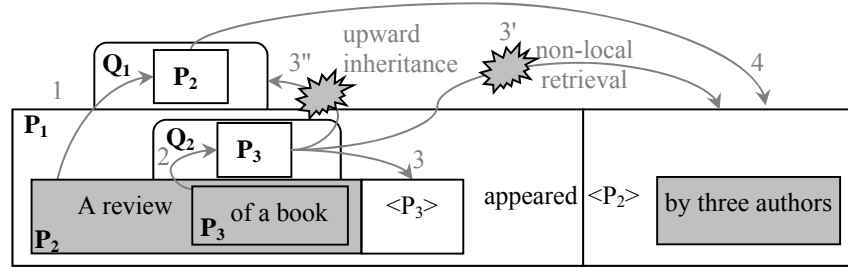 3'
3"
upward
inheritance
non-local
retrieval
4
1
Q1
P2
P1
Q2
P3
2
3
A review
of a book
P3
P2
<P3>
appeared
<P2>
by three authors